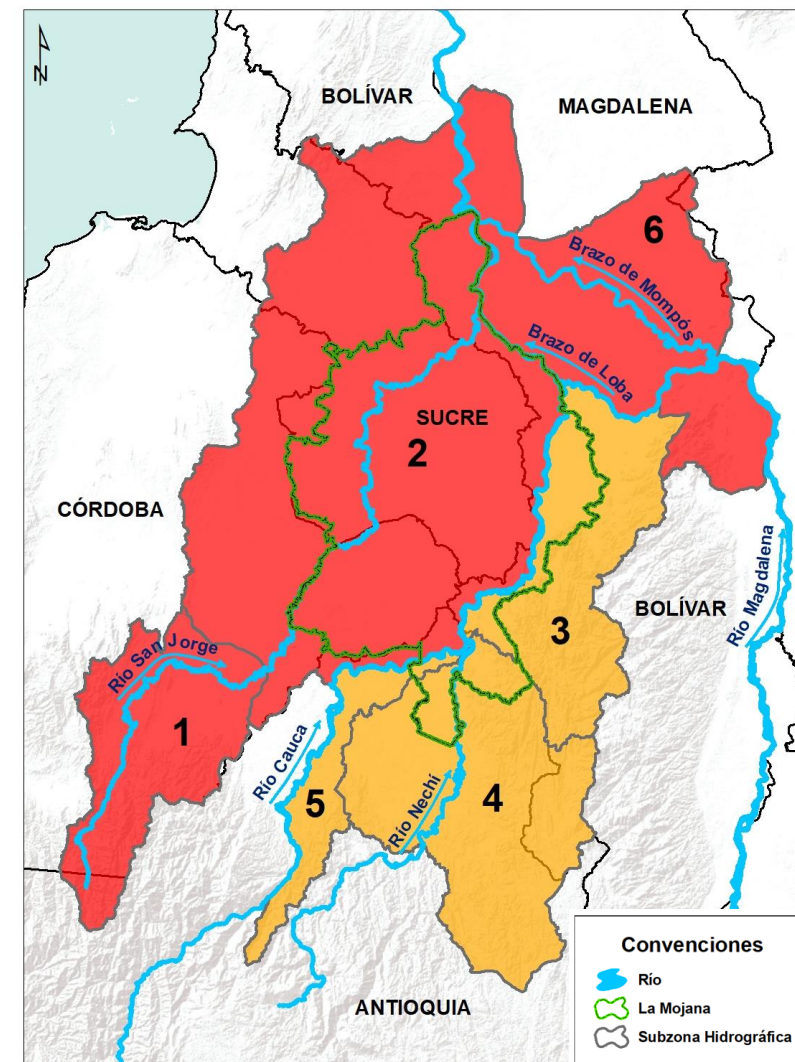 N
BOLÍVAR
MAGDALENA
6
Brazo de Mompós
Brazo de Loba
SUCRE
2
CÓRDOBA
BOLÍVAR
Río Magdalena
3
Río San Jorge
1
Río Cauca
5
Río Nechí
4
ANTIOQUIA
Convenciones
Río
La Mojana
Subzona Hidrográfica